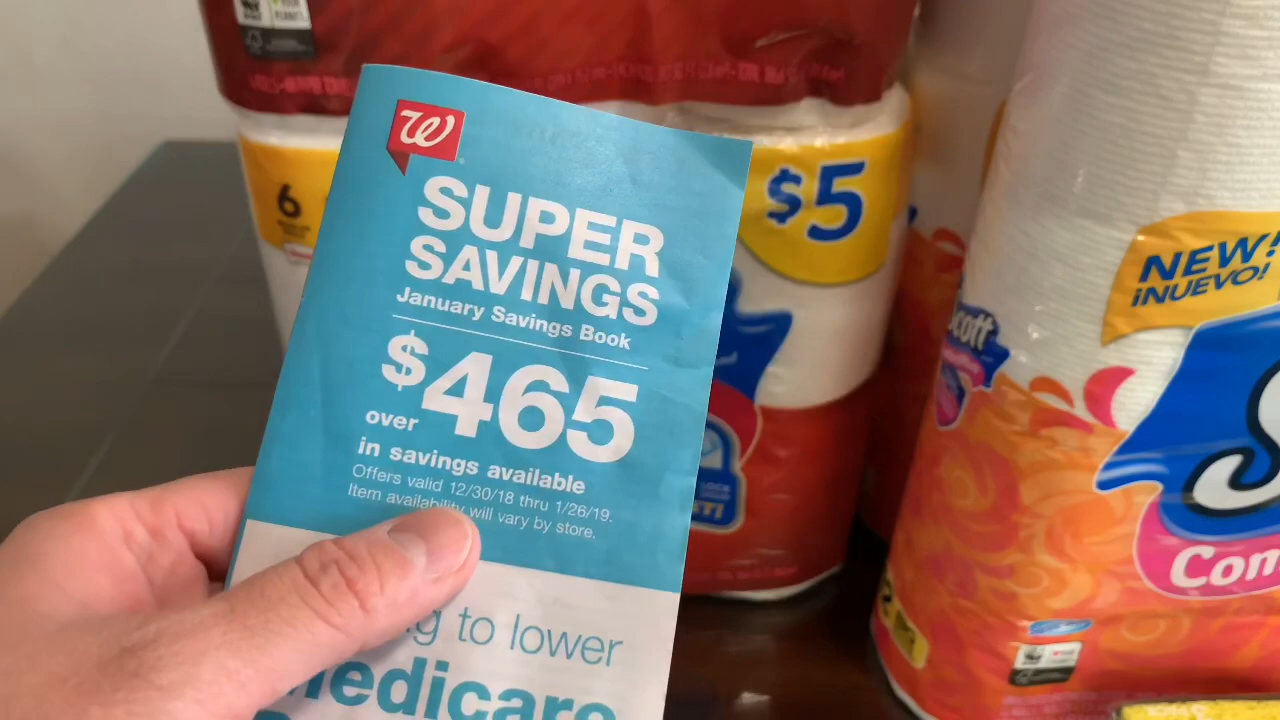 W
SUPER
SAVINGS
January Savings Book
over $465
in savings available
Offers valid 12/30/18 thru 1/26/19.
Item availability will vary by store.
to lower
Medicare
6
$5
NEW!
¡NUEVO!
Scott